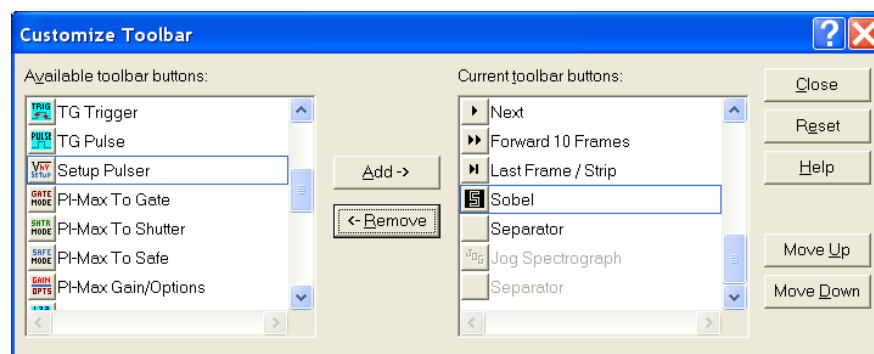 Customize Toolbar
Available toolbar buttons:
TRIG TG Trigger
PULSE TG Pulse
hV SETUP Setup Pulser
GATE MODE PI-Max To Gate
SHTR MODE PI-Max To Shutter
SAFE MODE PI-Max To Safe
GAIN OPTS PI-Max Gain/Options
Add ->
<- Remove
Current toolbar buttons:
Next
Forward 10 Frames
Last Frame / Strip
S Sobel
Separator
JOG Jog Spectrograph
Separator
Close
Reset
Help
Move Up
Move Down